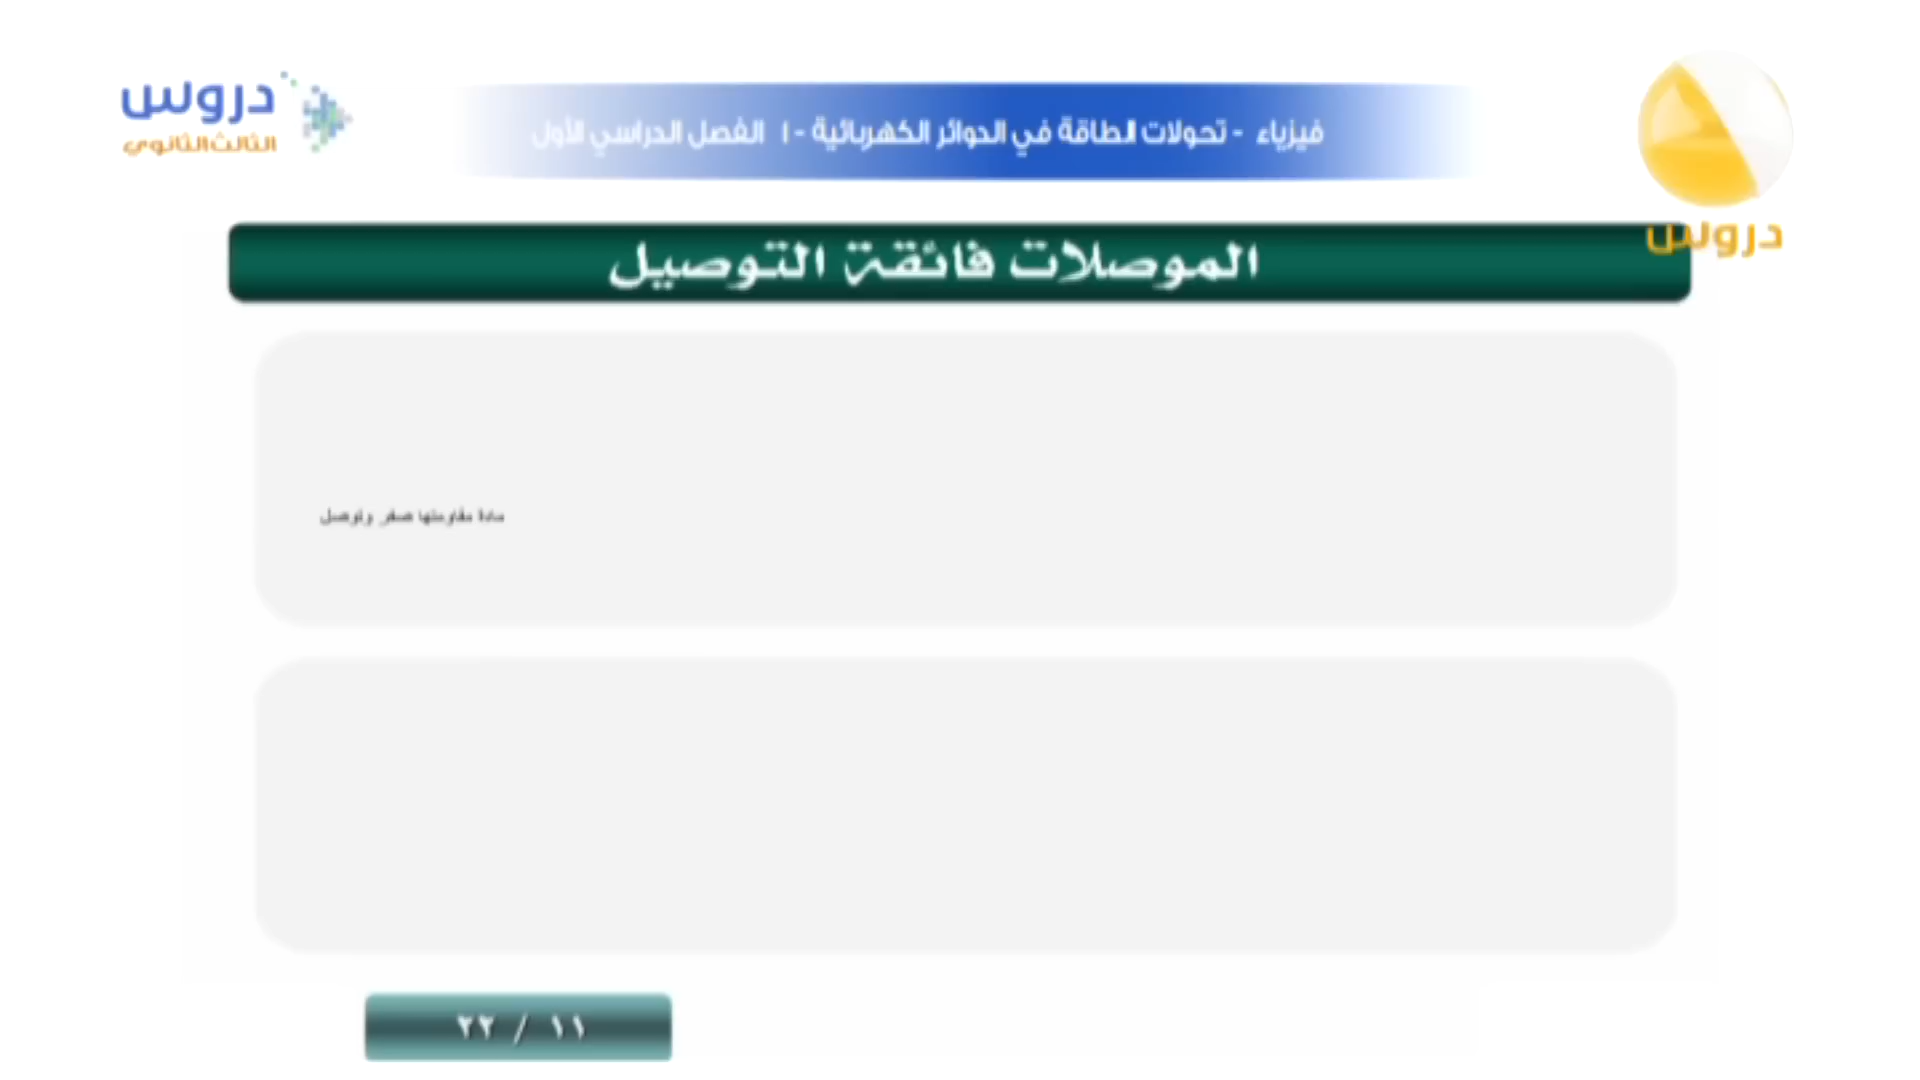 دروس
الثالث الثانوي
فيزياء - تحولات الطاقة في الدوائر الكهربائية - ١ الفصل الدراسي الأول
دروس
الموصلات فائقة التوصيل
مادة مقاومتها صفر وتوصل
١١ / ٢٢